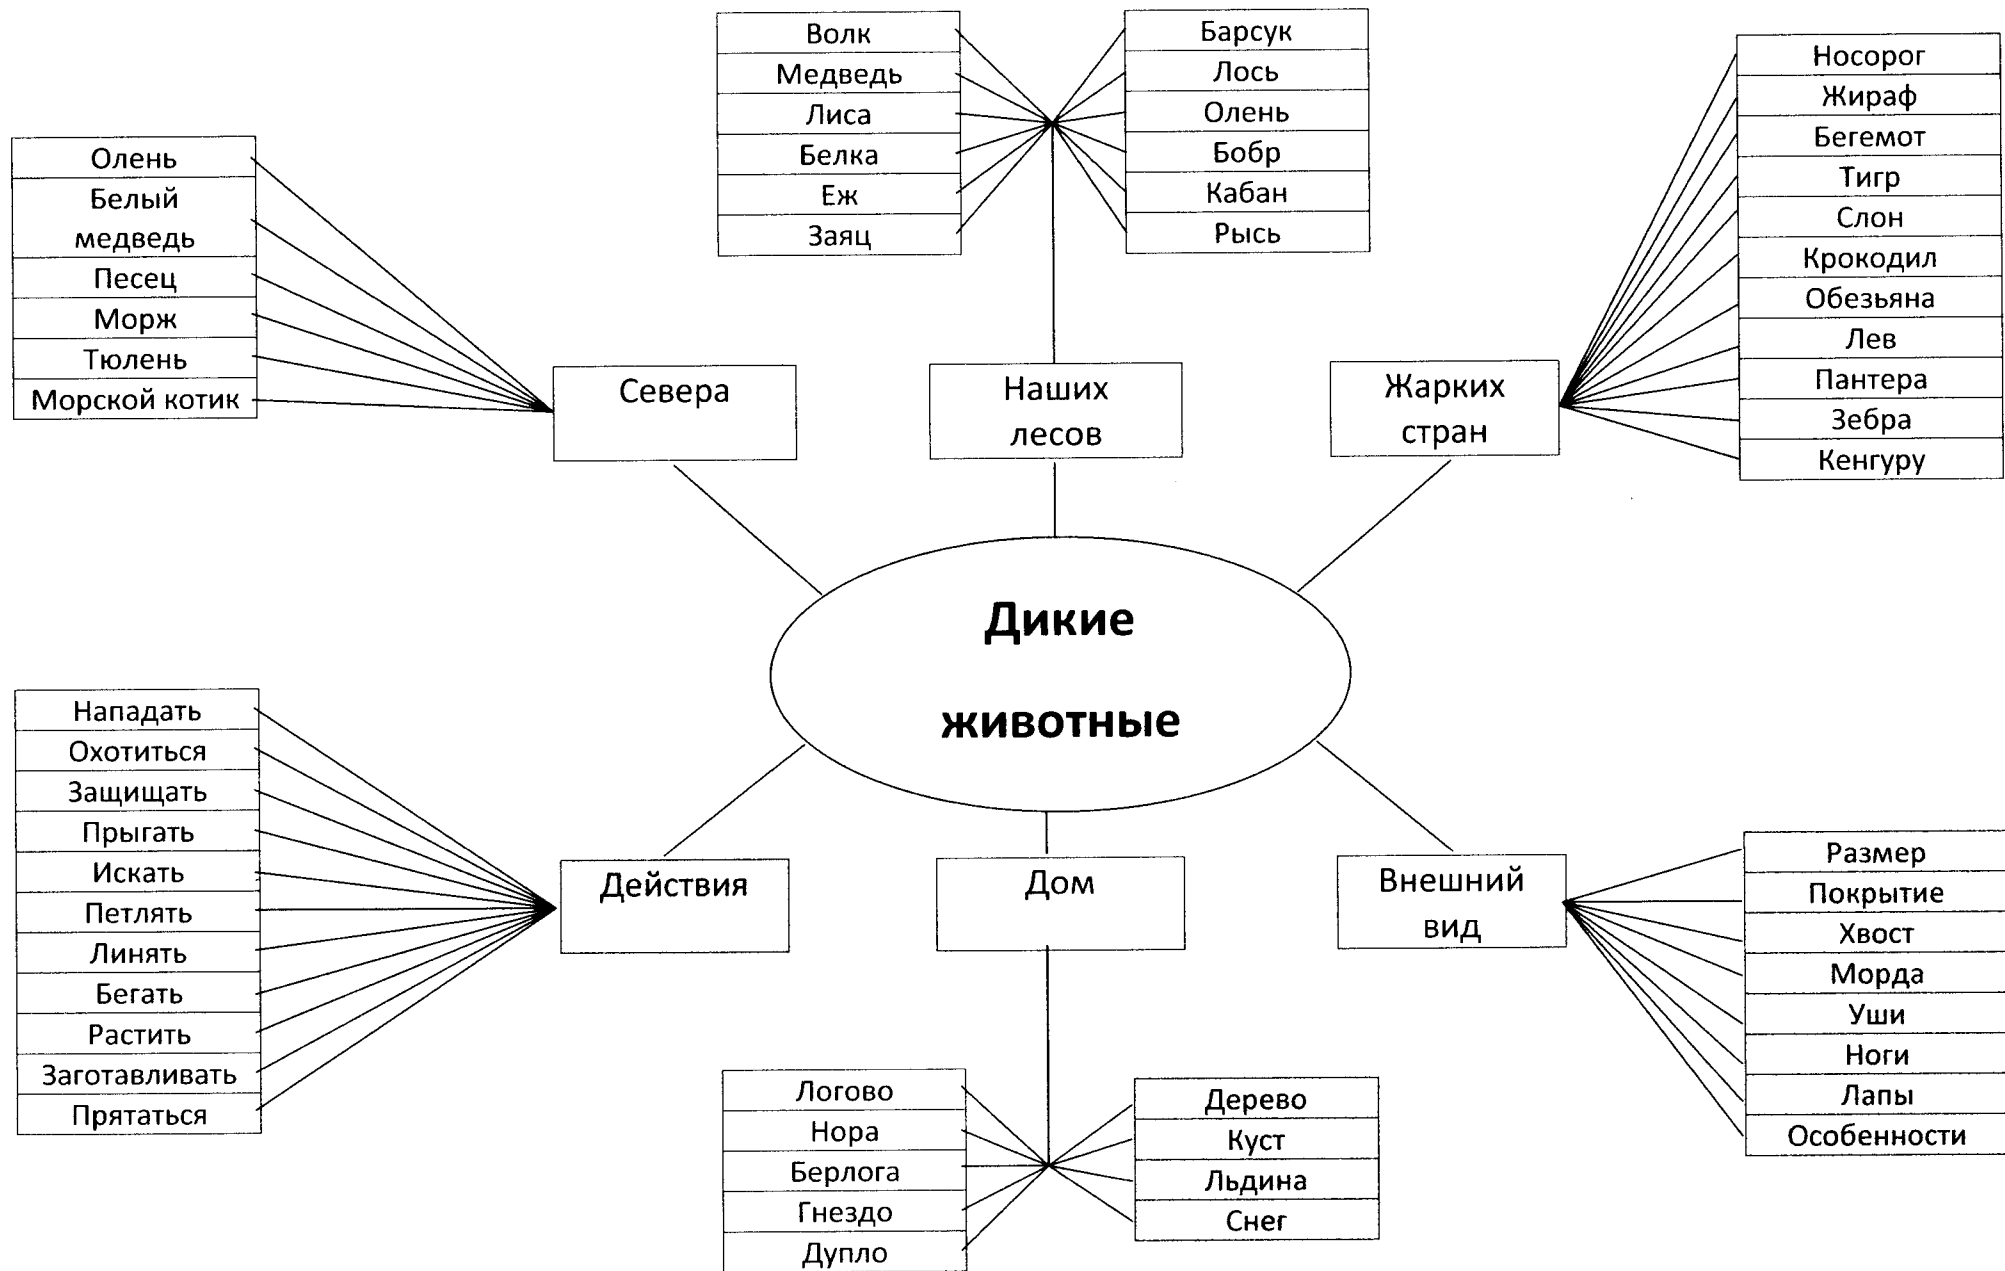 Волк
Медведь
Лиса
Белка
Еж
Заяц
Барсук
Лось
Олень
Бобр
Кабан
Рысь
Носорог
Жираф
Бегемот
Тигр
Слон
Крокодил
Обезьяна
Лев
Пантера
Зебра
Кенгуру
Олень
Белый
медведь
Песец
Морж
Тюлень
Морской котик
Севера
Наших
лесов
Жарких
стран
Дикие
животные
Нападать
Охотиться
Защищать
Прыгать
Искать
Петлять
Линять
Бегать
Растить
Заготавливать
Прятаться
Действия
Дом
Внешний
вид
Размер
Покрытие
Хвост
Морда
Уши
Ноги
Лапы
Особенности
Логово
Нора
Берлога
Гнездо
Дупло
Дерево
Куст
Льдина
Снег